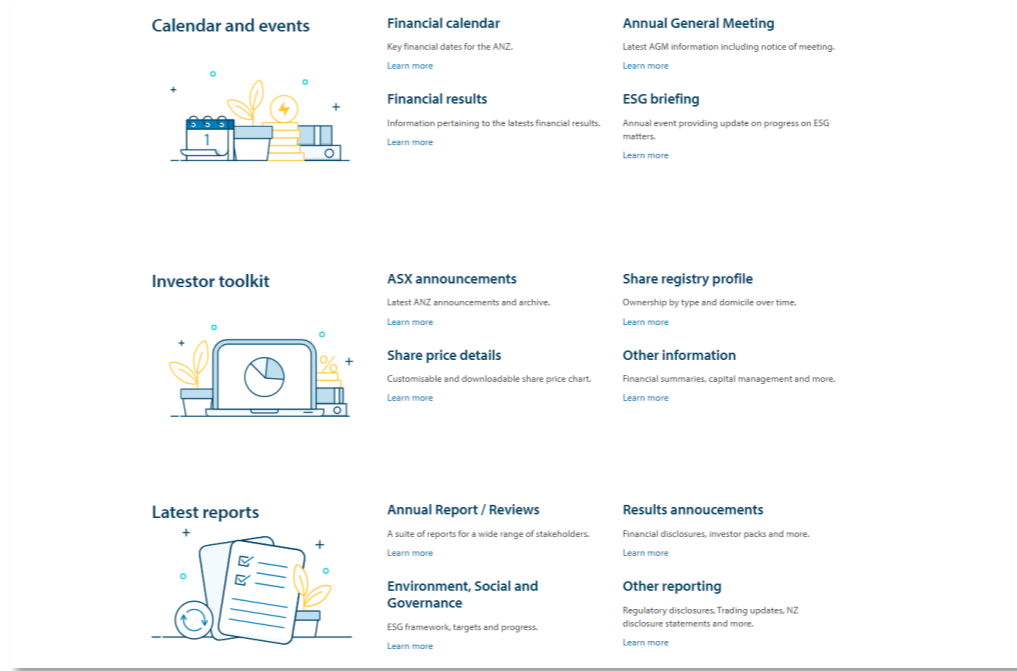 Calendar and events
Financial calendar
Key financial dates for the ANZ.
Learn more
Annual General Meeting
Latest AGM information including notice of meeting.
Learn more
Financial results
Information pertaining to the latests financial results.
Learn more
ESG briefing
Annual event providing update on progress on ESG
matters.
Learn more
S S S
1
Investor toolkit
ASX announcements
Latest ANZ announcements and archive.
Learn more
Share registry profile
Ownership by type and domicile over time.
Learn more
Share price details
Customisable and downloadable share price chart.
Learn more
Other information
Financial summaries, capital management and more.
Learn more
%
Latest reports
Annual Report / Reviews
A suite of reports for a wide range of stakeholders.
Learn more
Results annoucements
Financial disclosures, investor packs and more.
Learn more
Environment, Social and
Governance
ESG framework, targets and progress.
Learn more
Other reporting
Regulatory disclosures, Trading updates, NZ
disclosure statements and more.
Learn more